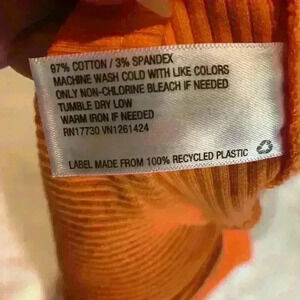 97% COTTON / 3% SPANDEX
MACHINE WASH COLD WITH LIKE COLORS
ONLY NON-CHLORINE BLEACH IF NEEDED
TUMBLE DRY LOW
WARM IRON IF NEEDED
RN17730 VN1261424
LABEL MADE FROM 100% RECYCLED PLASTIC